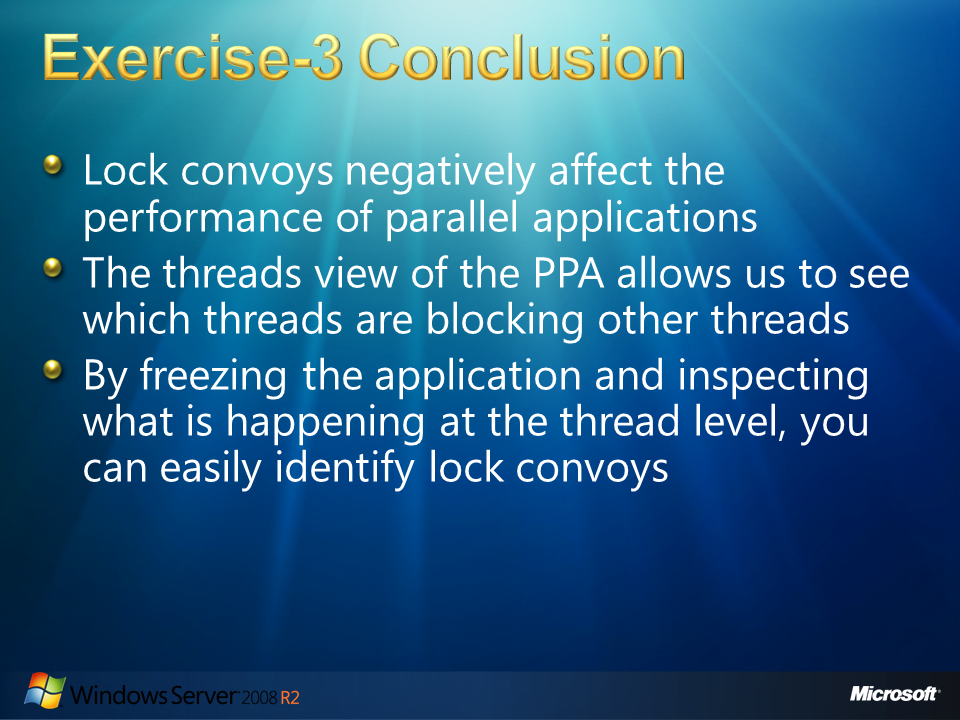 Exercise-3 Conclusion
Lock convoys negatively affect the
performance of parallel applications
The threads view of the PPA allows us to see
which threads are blocking other threads
By freezing the application and inspecting
what is happening at the thread level, you
can easily identify lock convoys
Windows Server 2008 R2
Microsoft